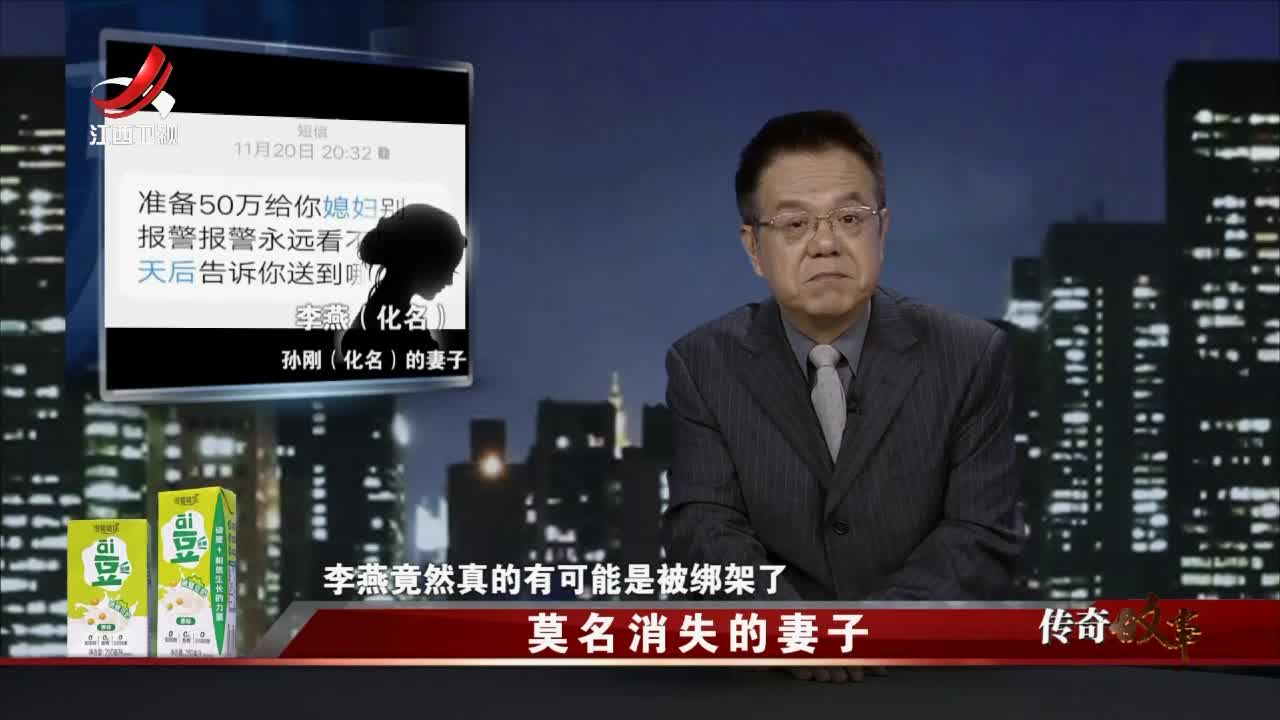 江西卫视
短信
11月20日 20:32
准备50万给你媳妇别
报警报警永远看不
天后告诉你送到哪
李燕（化名）
孙刚（化名）的妻子
李燕竟然真的有可能是被绑架了
莫名消失的妻子
传奇故事
ai
豆
ai
豆